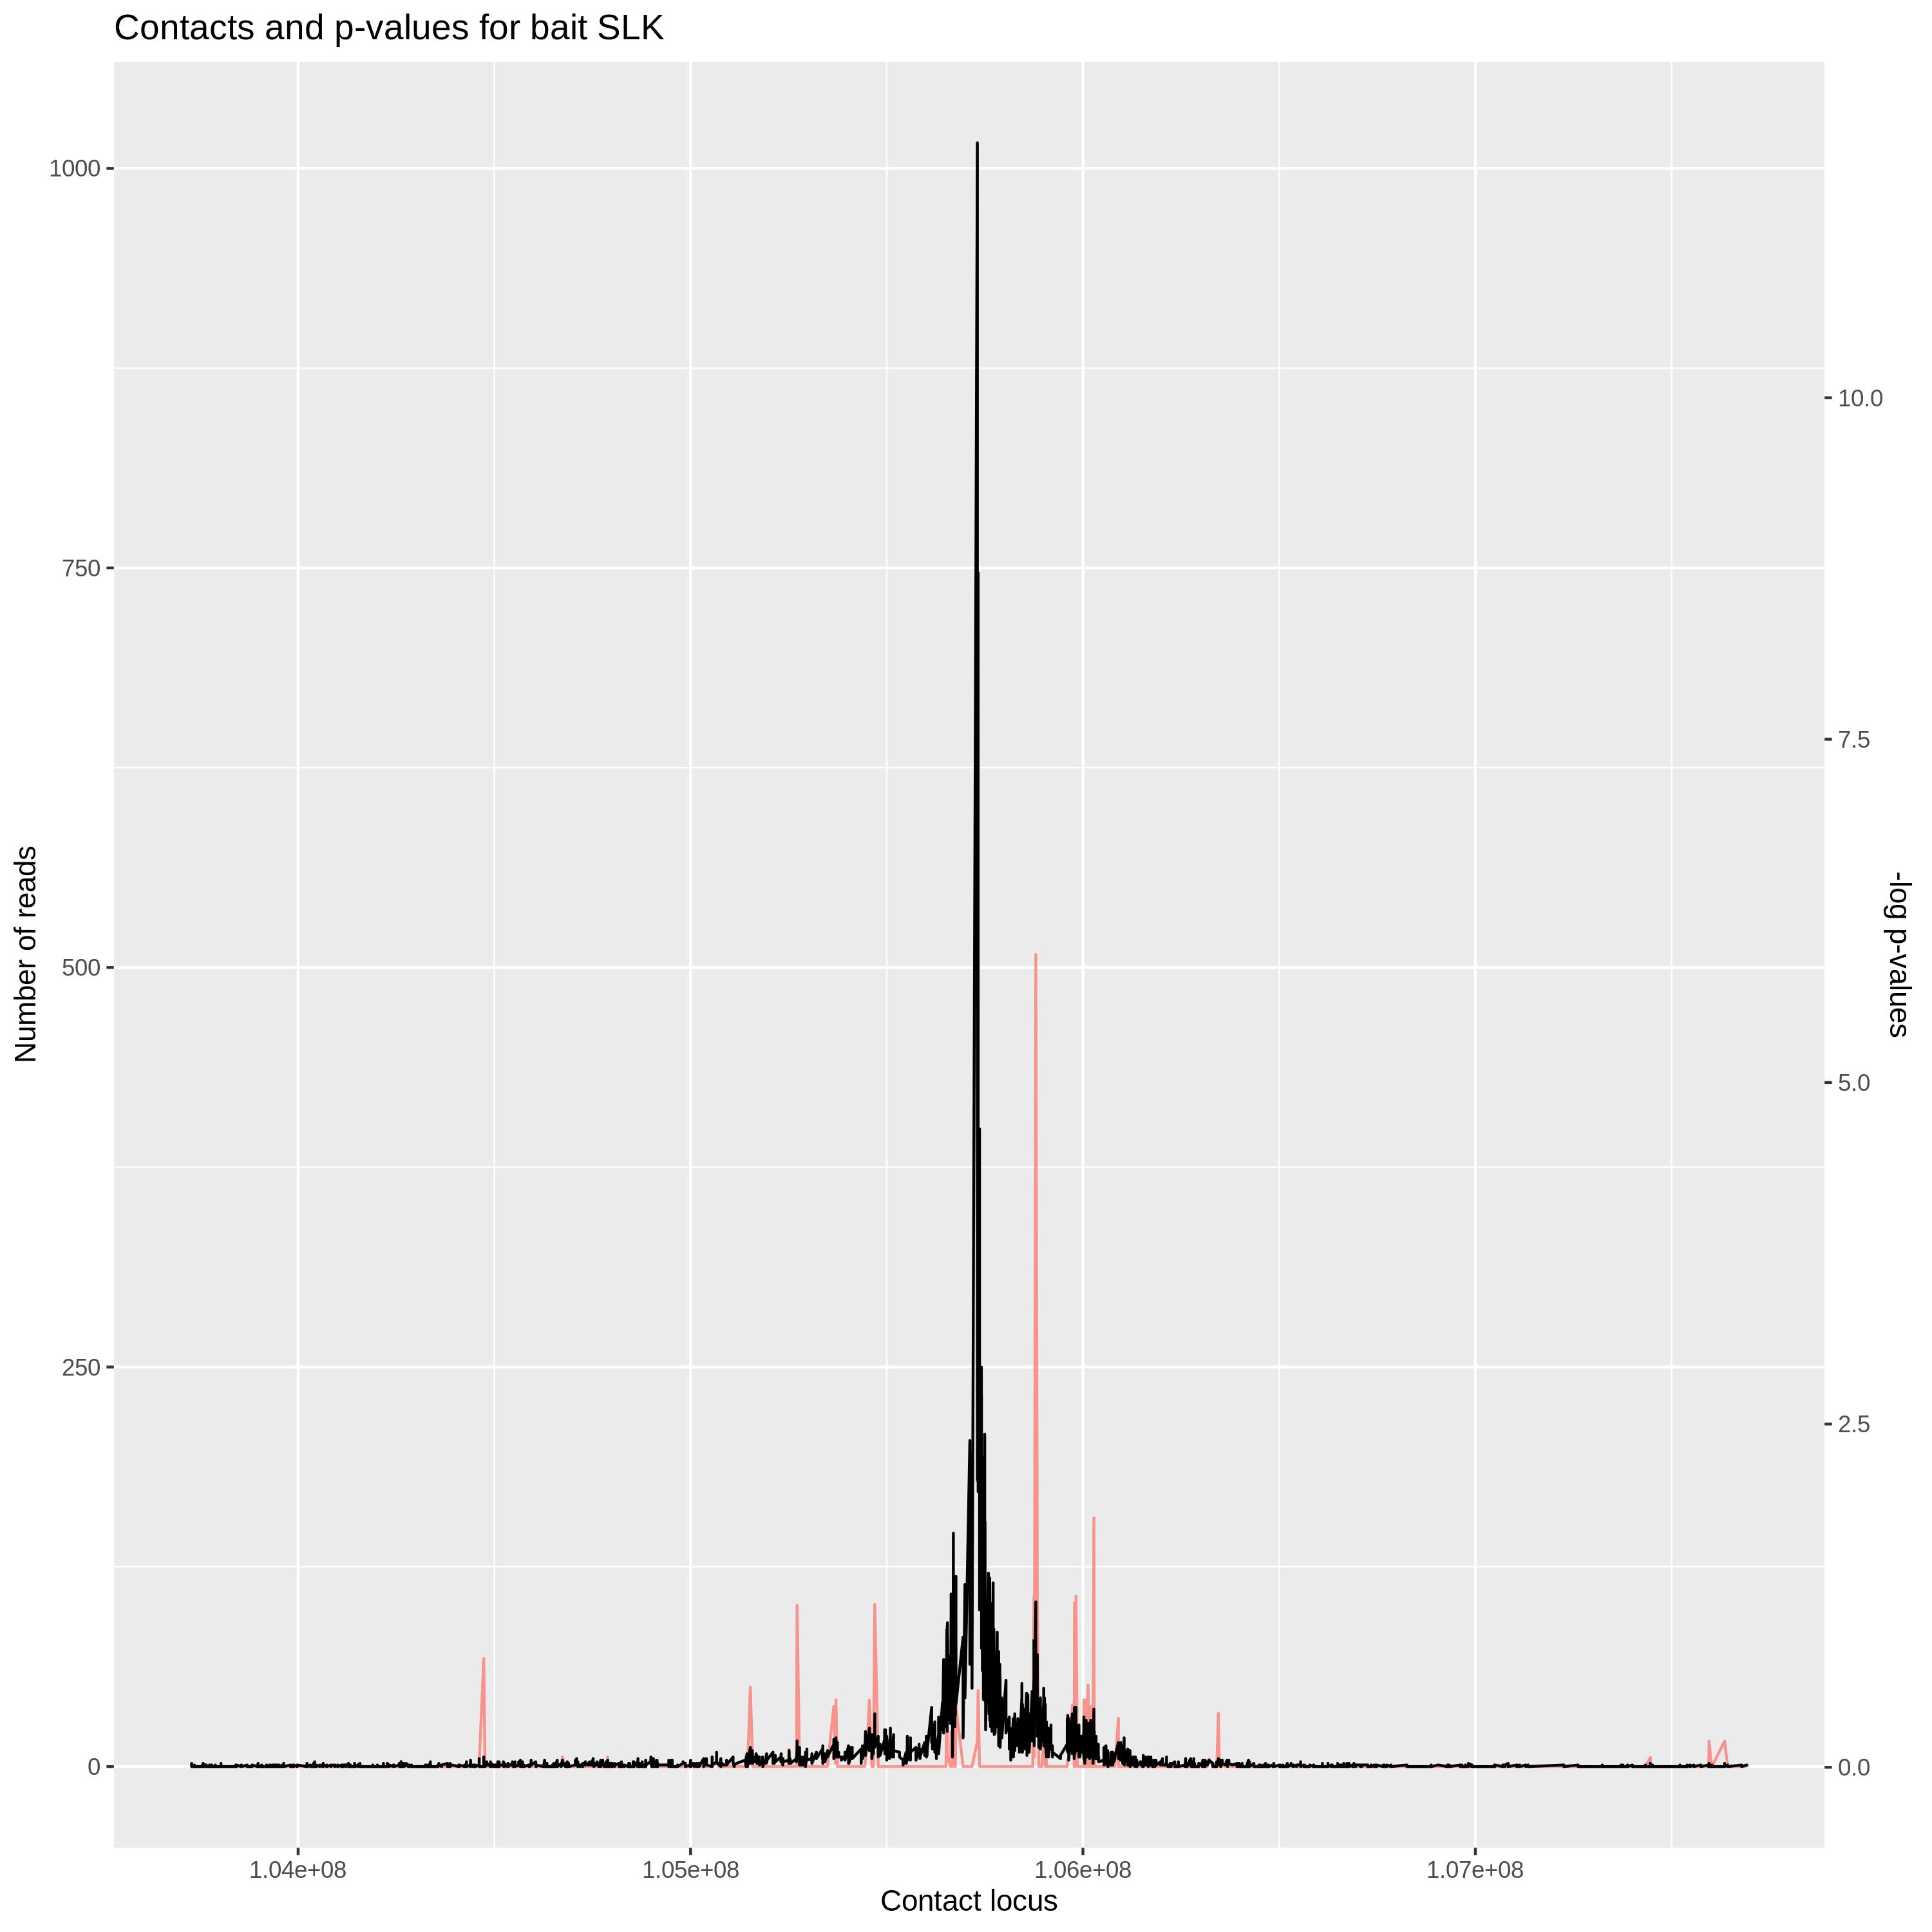 Contacts and p-values for bait SLK
1000
750
500
250
0
Number of reads
10.0
7.5
5.0
2.5
0.0
-log p-values
1.04e+08
1.05e+08
1.06e+08
1.07e+08
Contact locus